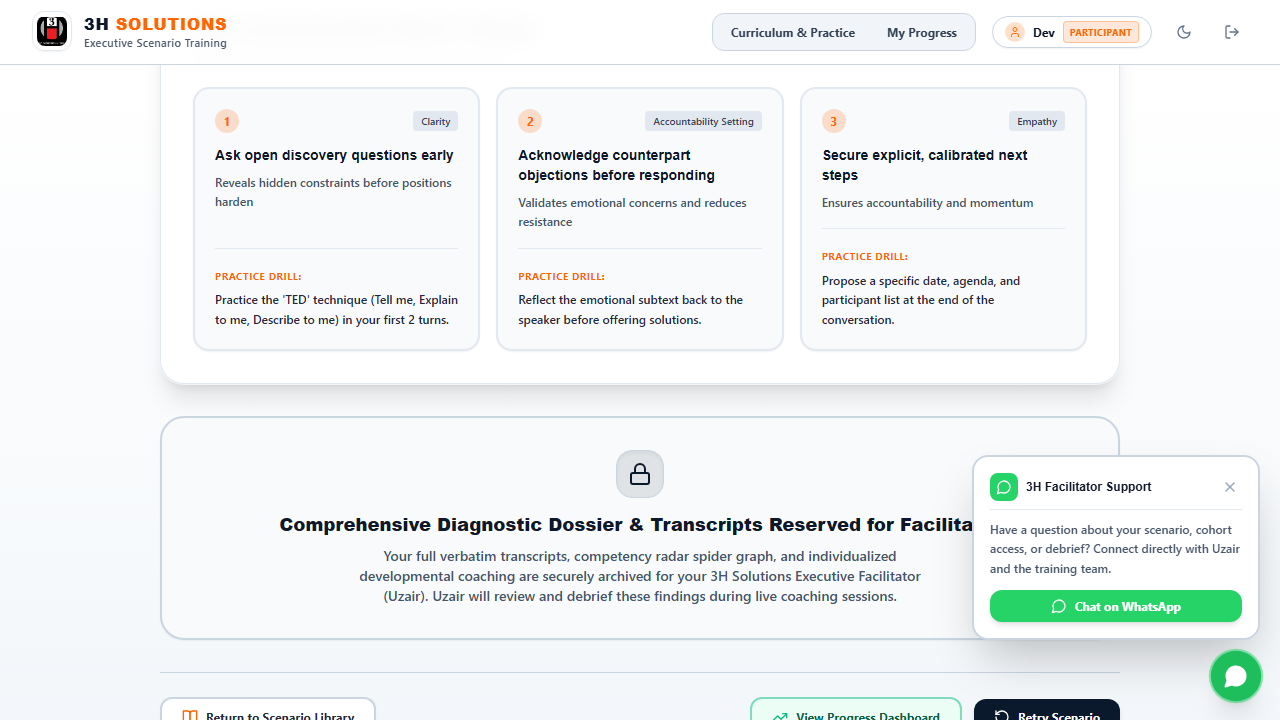 3H SOLUTIONS
Executive Scenario Training
Curriculum & Practice
My Progress
Dev
PARTICIPANT
1
Clarity
Ask open discovery questions early
Reveals hidden constraints before positions
harden
PRACTICE DRILL:
Practice the 'TED' technique (Tell me, Explain
to me, Describe to me) in your first 2 turns.
2
Accountability Setting
Acknowledge counterpart
objections before responding
Validates emotional concerns and reduces
resistance
PRACTICE DRILL:
Reflect the emotional subtext back to the
speaker before offering solutions.
3
Empathy
Secure explicit, calibrated next
steps
Ensures accountability and momentum
PRACTICE DRILL:
Propose a specific date, agenda, and
participant list at the end of the
conversation.
Comprehensive Diagnostic Dossier & Transcripts Reserved for
Your full verbatim transcripts, competency radar spider graph, and individualized
developmental coaching are securely archived for your 3H Solutions Executive Facilitator
(Uzair). Uzair will review and debrief these findings during live coaching sessions.
3H Facilitator Support
Have a question about your scenario, cohort
access, or debrief? Connect directly with Uzair
and the training team.
Chat on WhatsApp
Return to Scenario Library
View Progress Dashboard
Retry Scenario